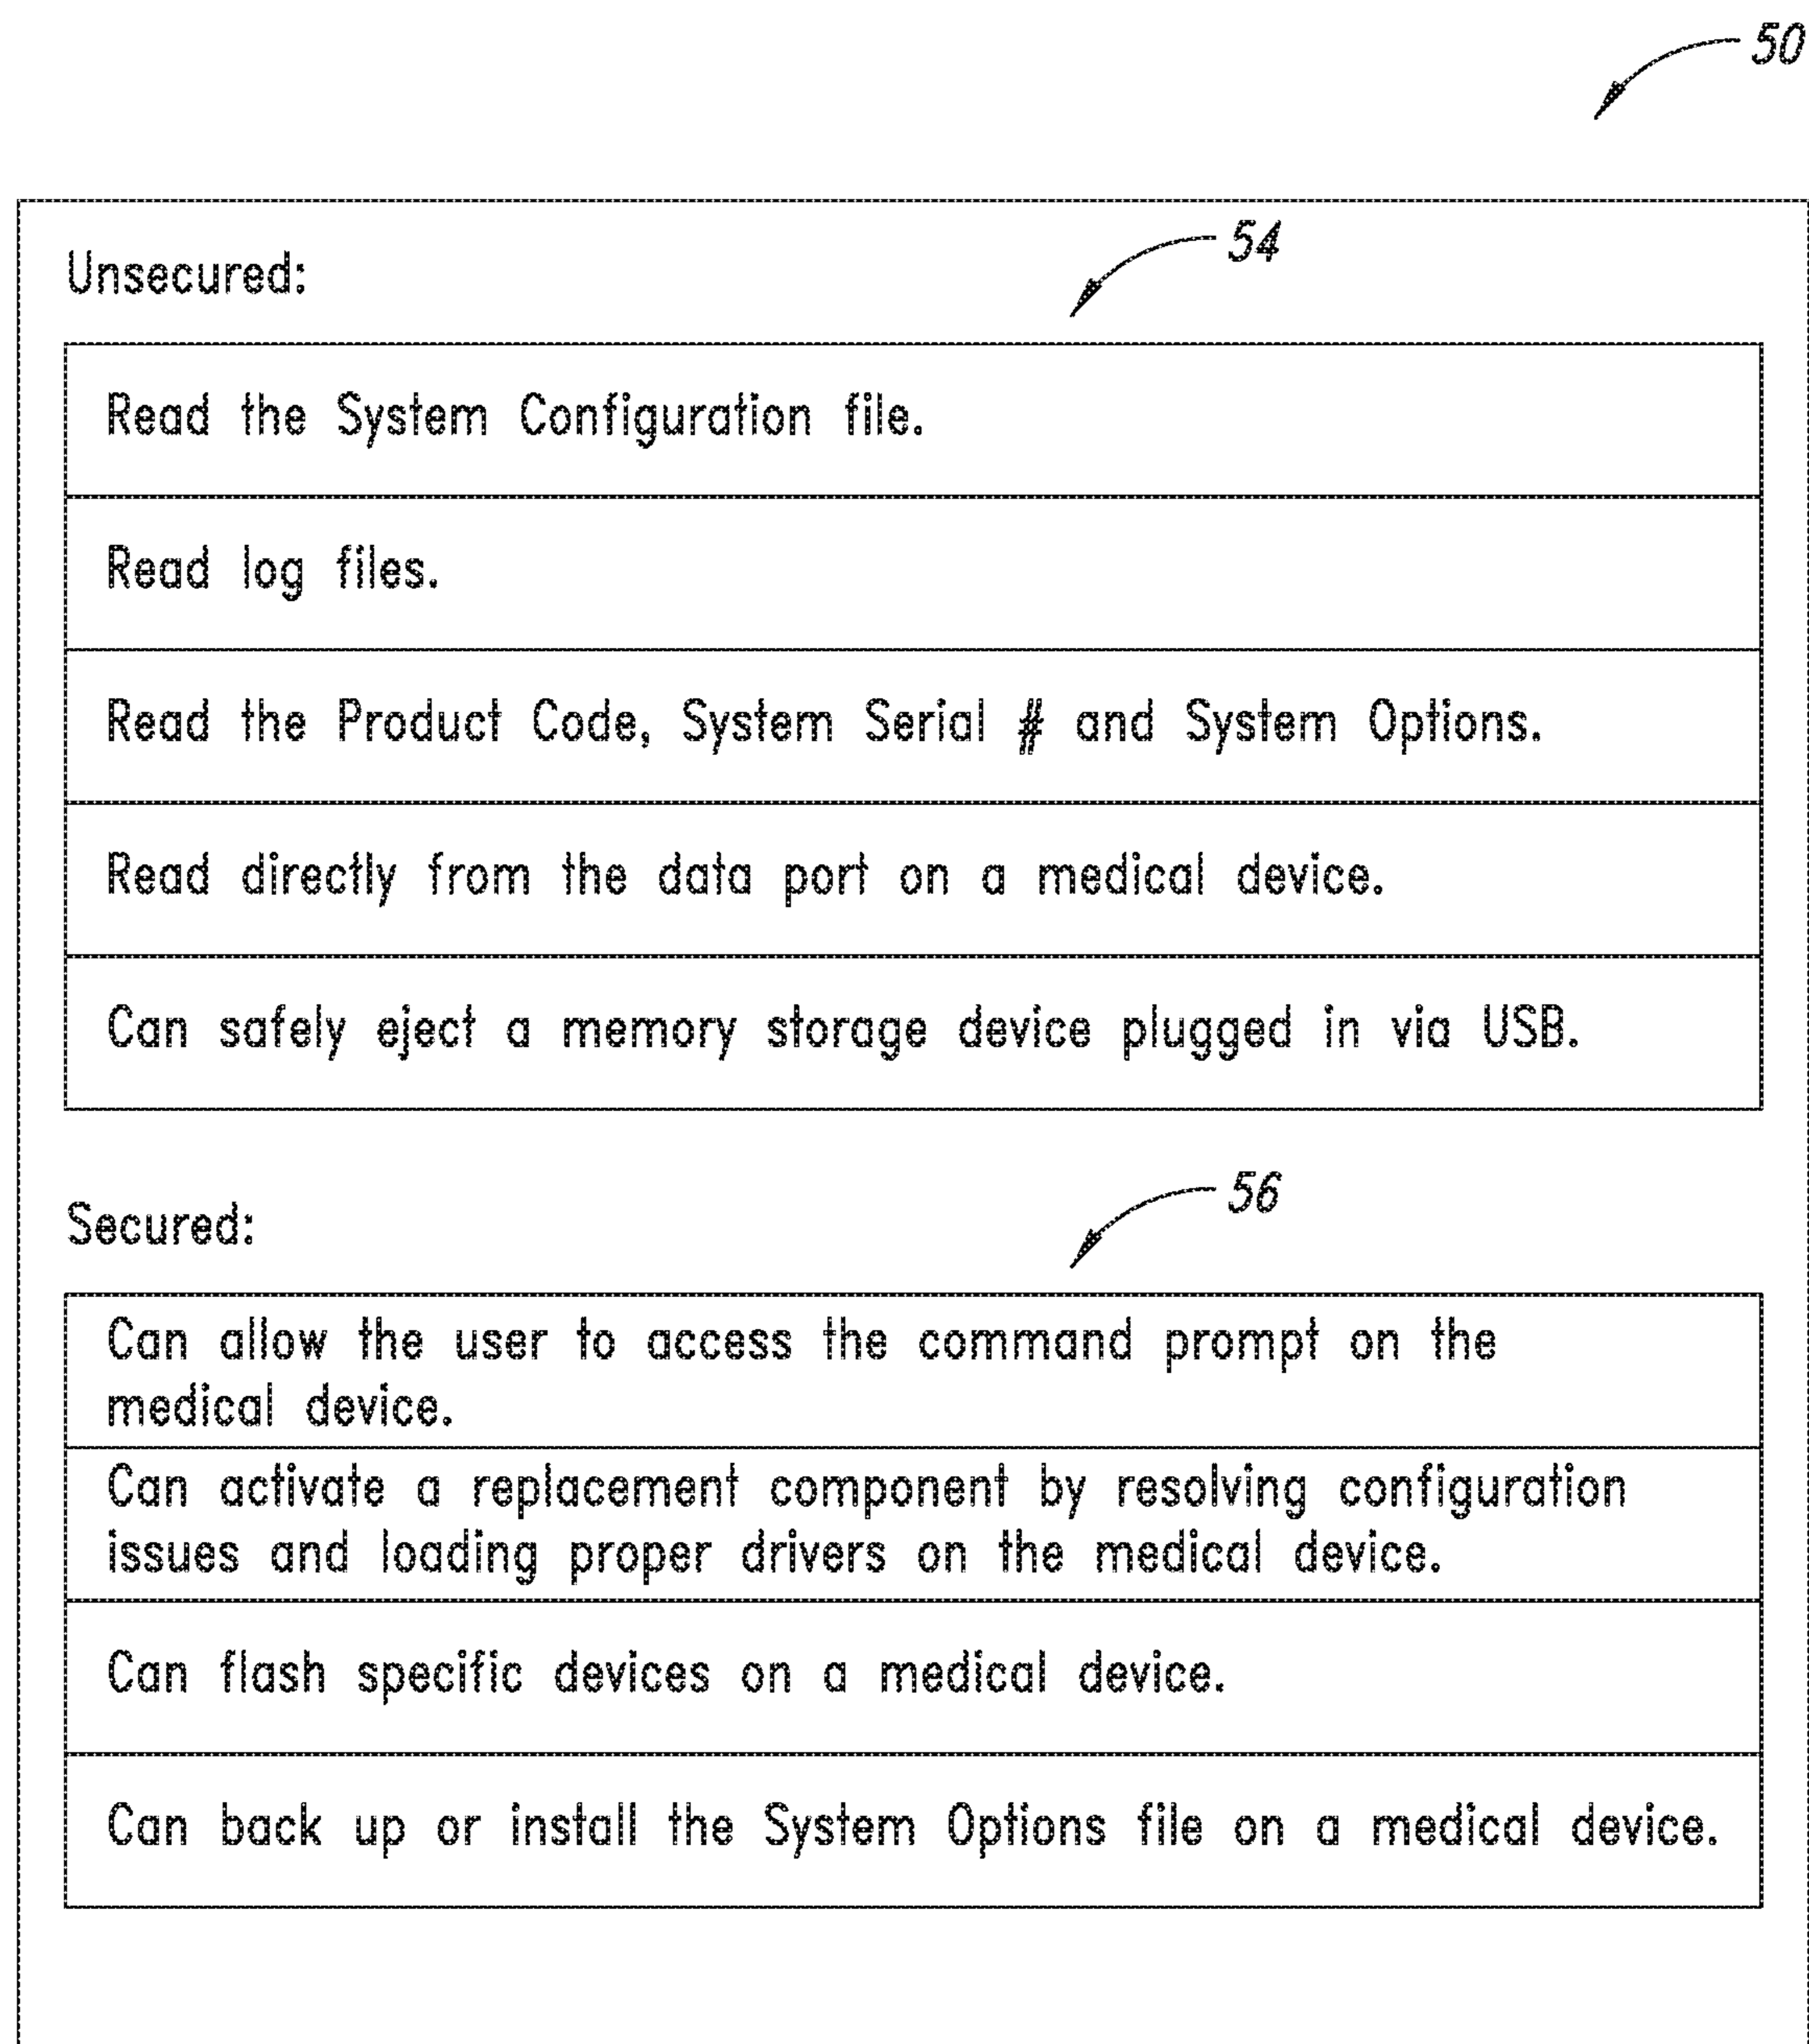 50
Unsecured:
54
Read the System Configuration file.
Read log files.
Read the Product Code, System Serial # and System Options.
Read directly from the data port on a medical device.
Can safely eject a memory storage device plugged in via USB.
Secured:
56
Can allow the user to access the command prompt on the
medical device.
Can activate a replacement component by resolving configuration
issues and loading proper drivers on the medical device.
Can flash specific devices on a medical device.
Can back up or install the System Options file on a medical device.